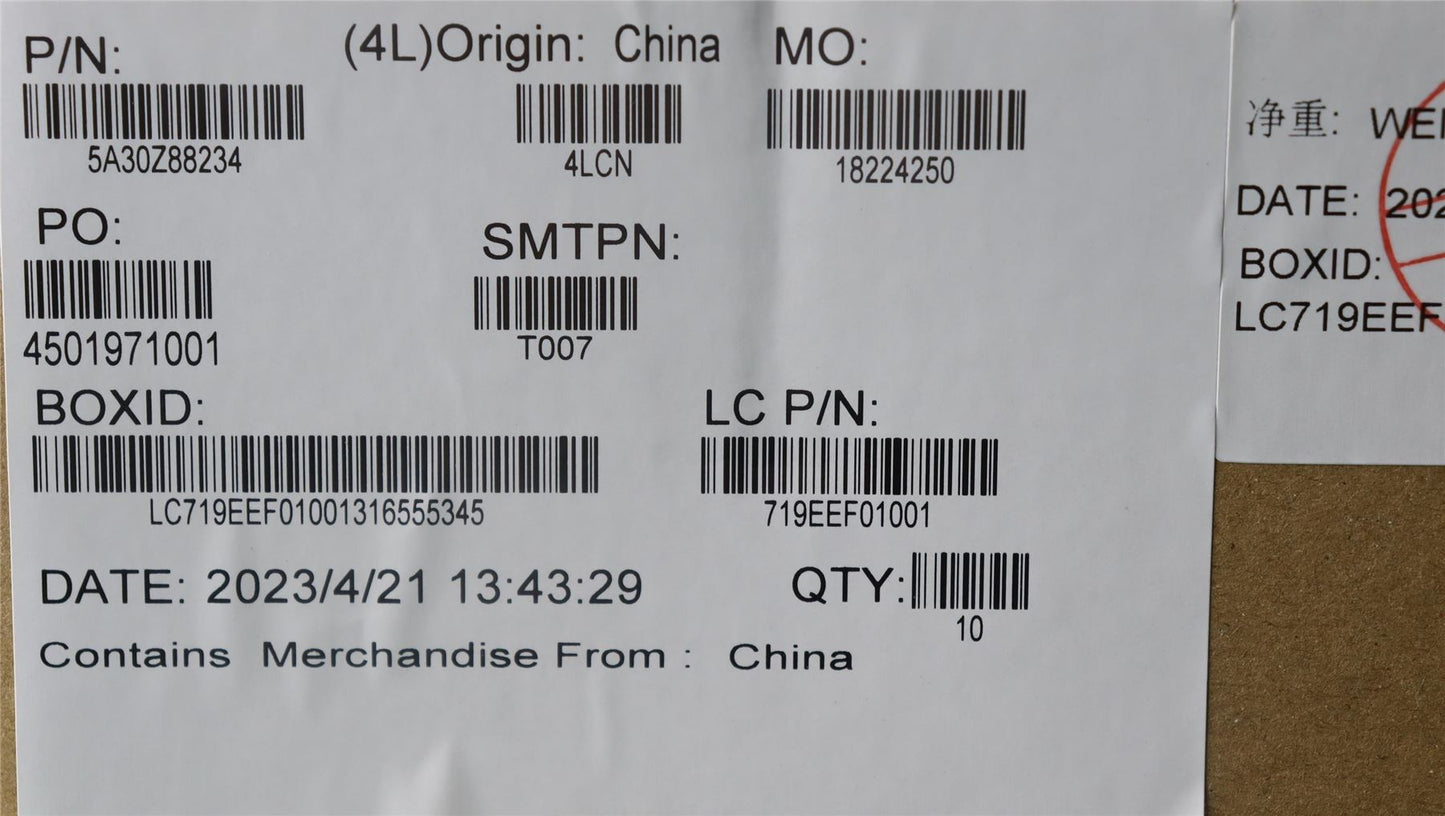 P/N:
(4L)Origin: China
MO:
5A30Z88234
4LCN
18224250
PO:
SMTPN:
4501971001
T007
BOXID:
LC P/N:
LC719EEF01001316555345
719EEF01001
DATE: 2023/4/21 13:43:29
QTY:
10
Contains Merchandise From : China
净重:
DATE: 202
BOXID:
LC719EEF